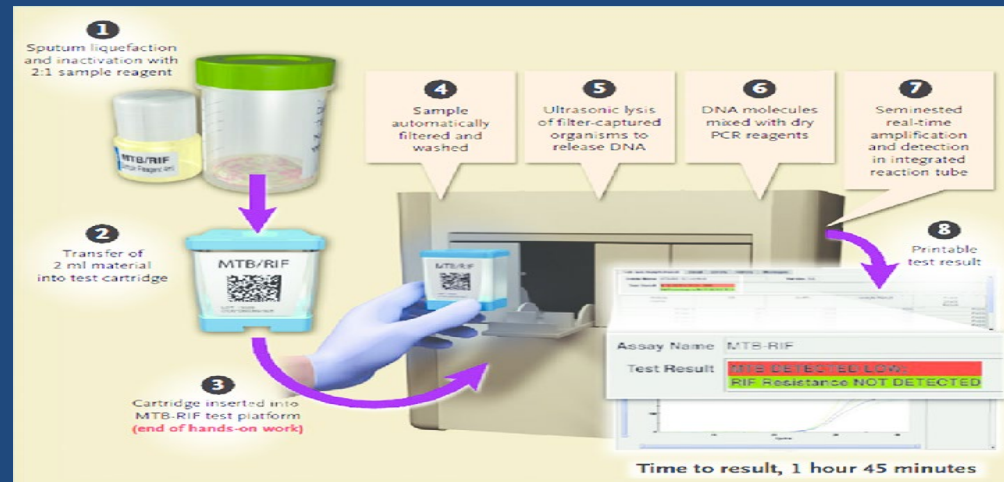 1
Sputum liquefaction
and inactivation with
2:1 sample reagent
MTB/RIF
2
Transfer of
2 ml material
into test cartridge
MTB/RIF
3
Cartridge inserted into
MTB-RIF test platform
(end of hands-on work)
4
Sample
automatically
filtered and
washed
MTB/RIF
5
Ultrasonic lysis
of filter-captured
organisms to
release DNA
6
DNA molecules
mixed with dry
PCR reagents
7
Seminested
real-time
amplification
and detection
in integrated
reaction tube
8
Printable
test result
Assay Name MTB-RIF
Test Result MTB DETECTED LOW;
RIF Resistance NOT DETECTED
Time to result, 1 hour 45 minutes